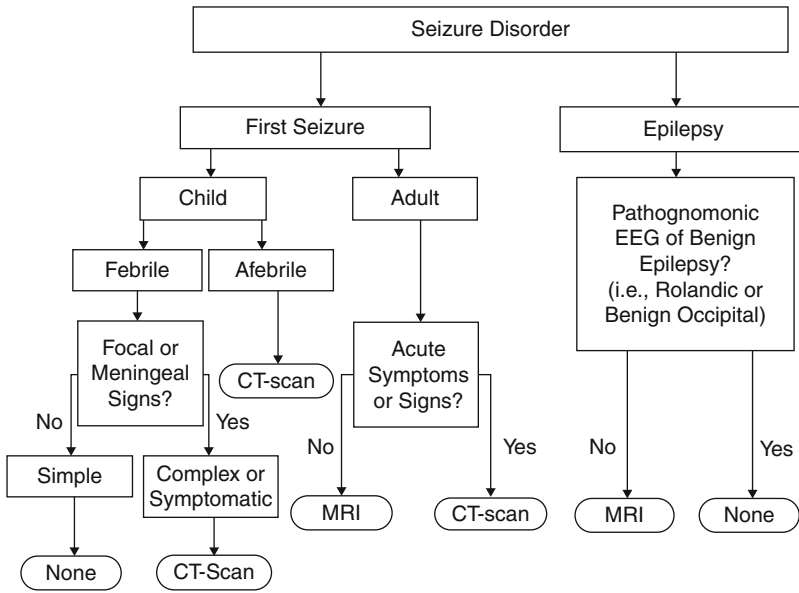 Seizure Disorder
First Seizure
Epilepsy
Child
Adult
Pathognomonic
EEG of Benign
Epilepsy?
(i.e., Rolandic or
Benign Occipital)
Febrile
Afebrile
Focal or
Meningeal
Signs?
CT-scan
Acute
Symptoms
or Signs?
No
Yes
No
Yes
No
Yes
Simple
Complex or
Symptomatic
MRI
CT-scan
MRI
None
None
CT-Scan